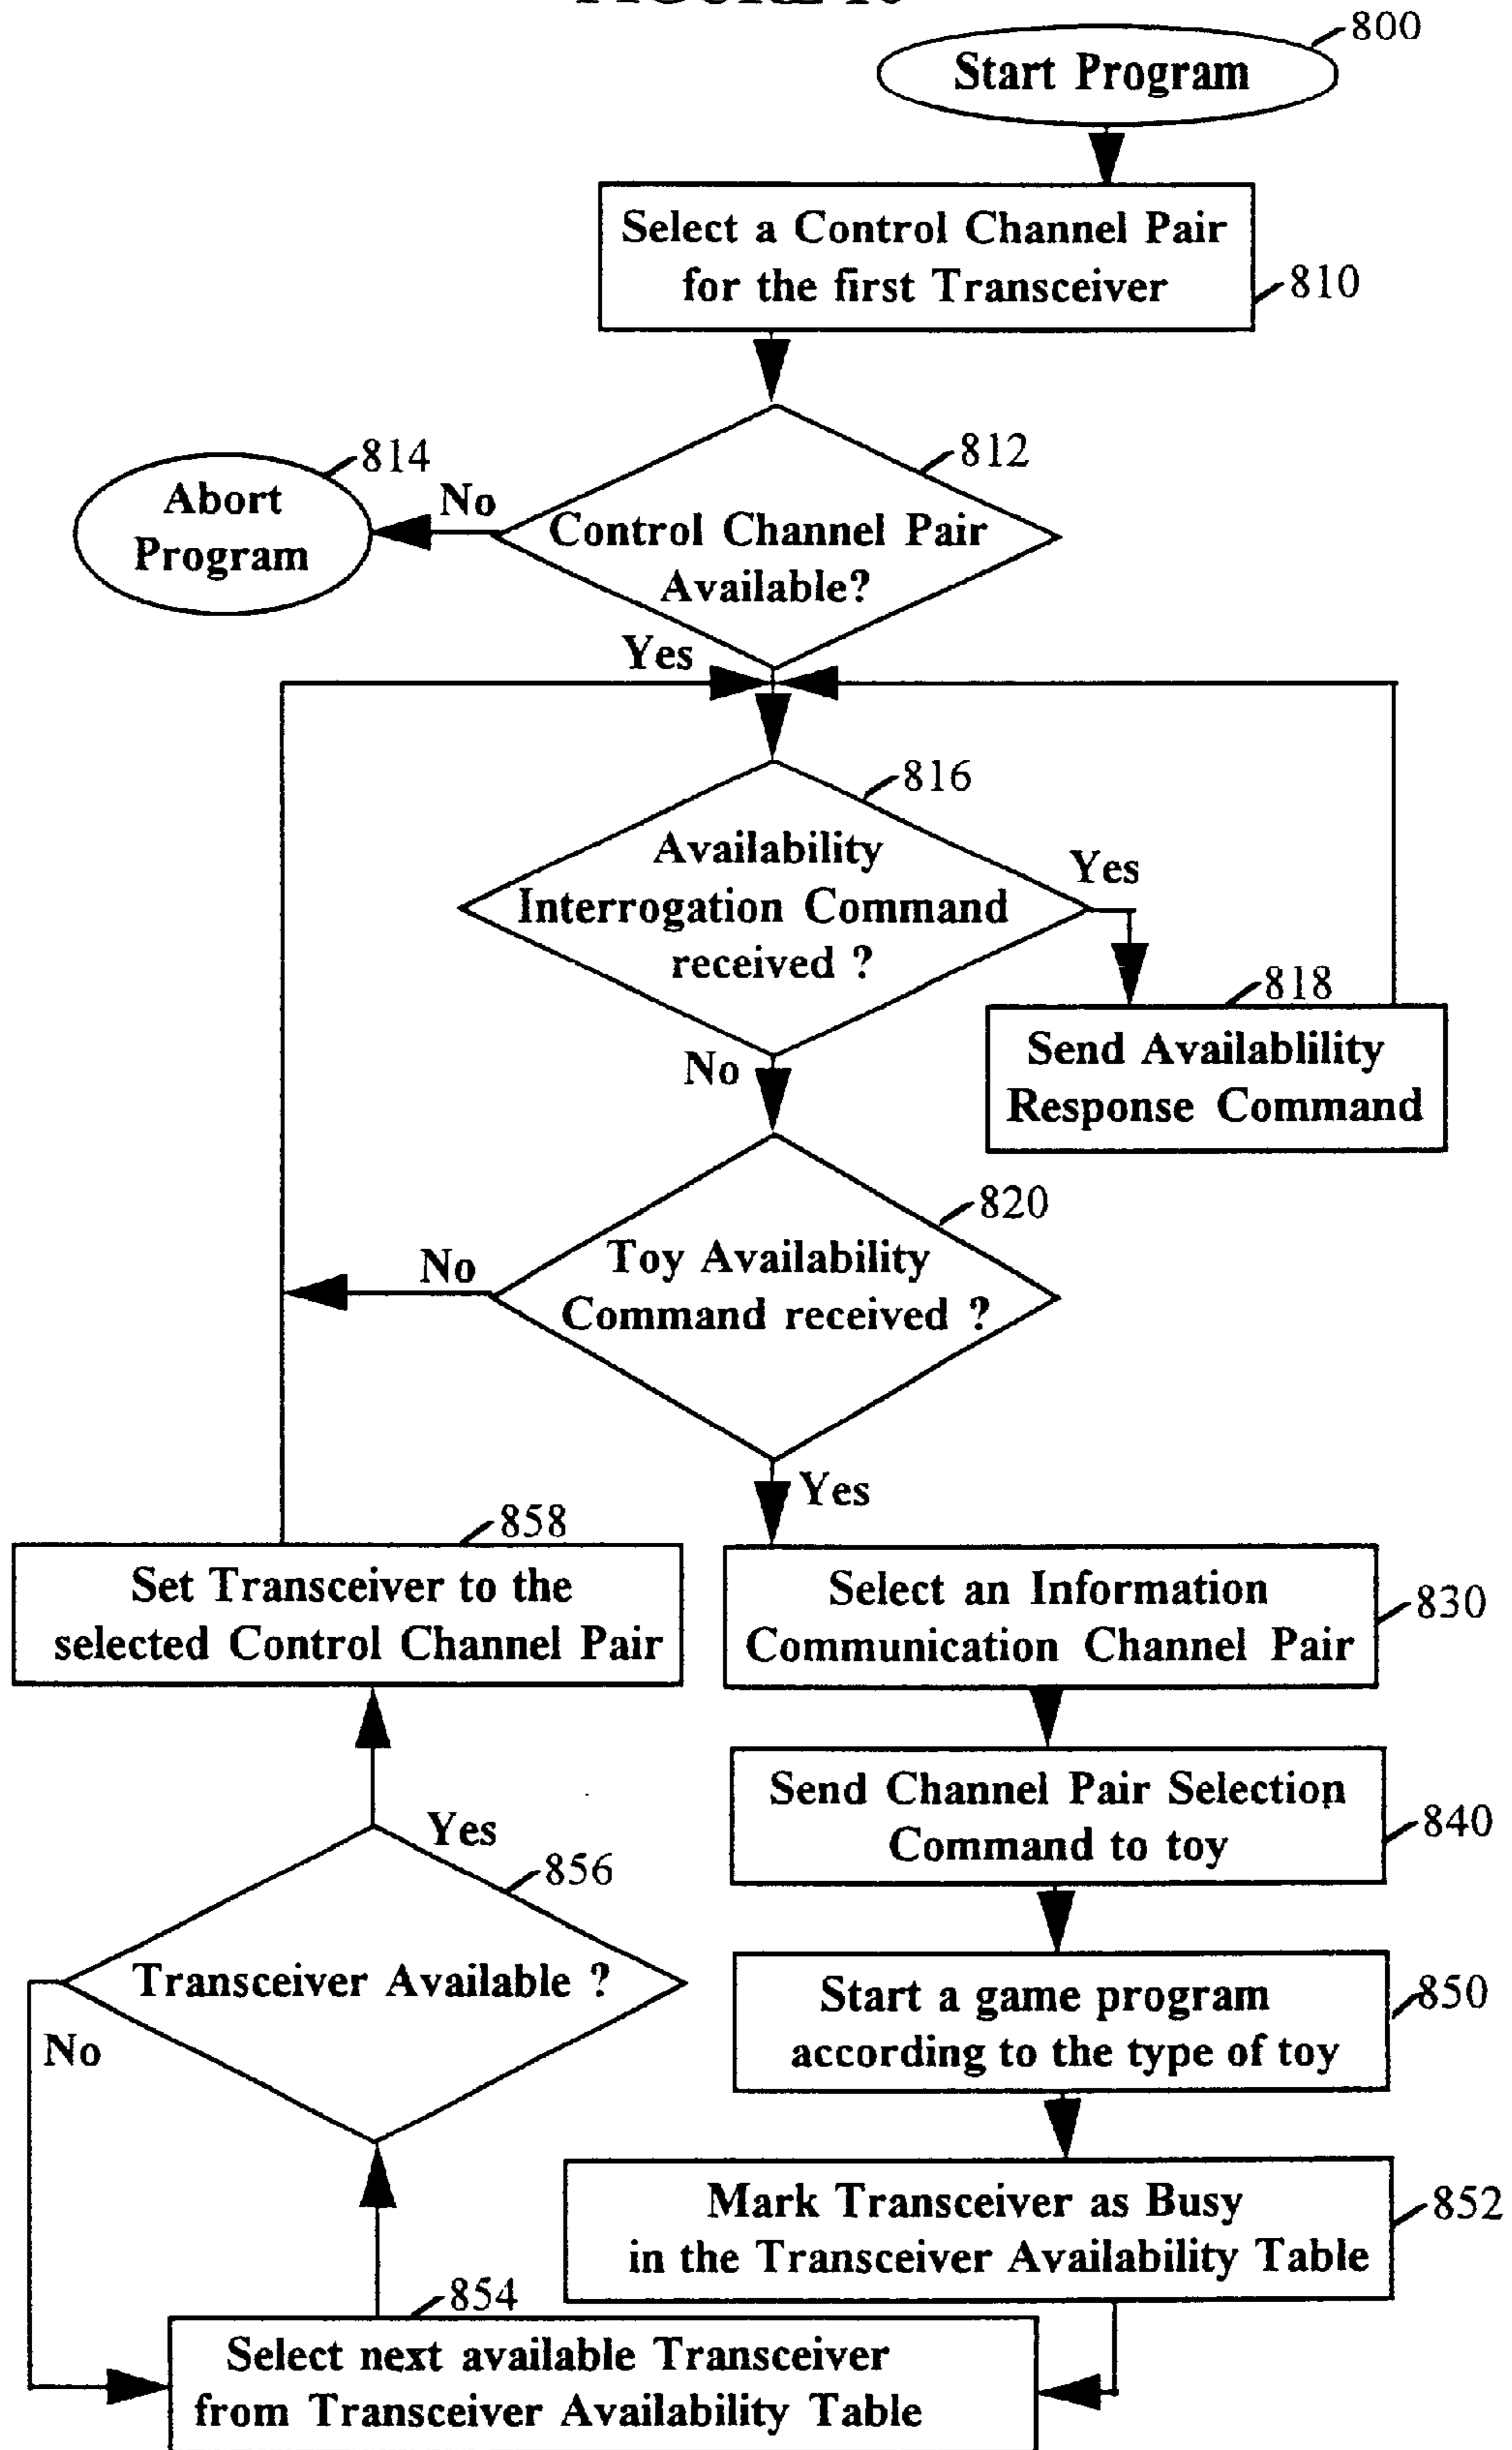 800
Start Program
Select a Control Channel Pair
for the first Transceiver
810
812
814
Abort
Program
No
Control Channel Pair
Available?
Yes
816
Availability
Interrogation Command
received ?
Yes
818
Send Availablility
Response Command
No
820
Toy Availability
Command received ?
No
Yes
858
Set Transceiver to the
selected Control Channel Pair
Select an Information
Communication Channel Pair
830
Send Channel Pair Selection
Command to toy
840
Yes
856
Transceiver Available ?
No
Start a game program
according to the type of toy
850
Mark Transceiver as Busy
in the Transceiver Availability Table
852
854
Select next available Transceiver
from Transceiver Availability Table